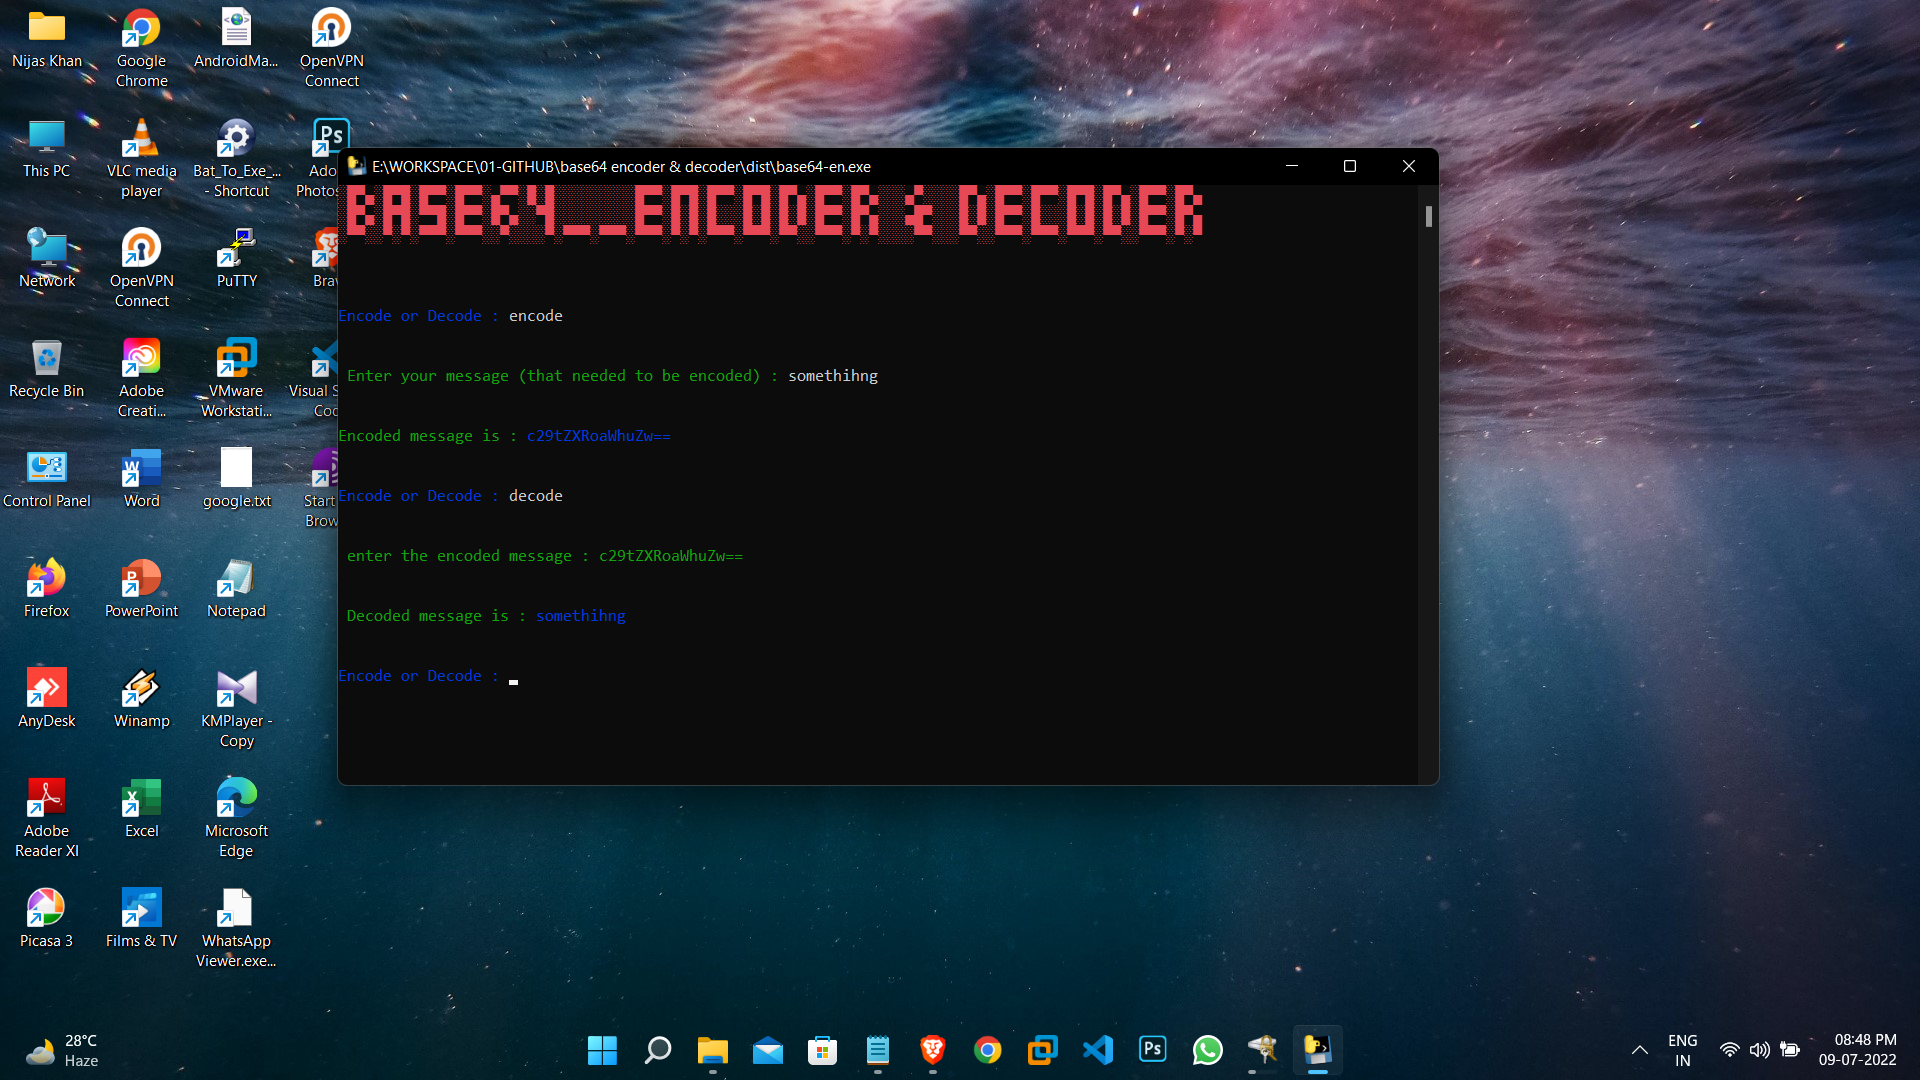 Nijas Khan
Google
Chrome
AndroidMa...
OpenVPN
Connect
This PC
VLC media
player
Bat_To_Exe_...
- Shortcut
Ps
Ado
Photos
Network
OpenVPN
Connect
PuTTY
Brav
Recycle Bin
Adobe
Creati...
VMware
Workstati...
Visual S
Coc
Control Panel
Word
google.txt
Start
Brow
Firefox
PowerPoint
Notepad
AnyDesk
Winamp
KMPlayer -
Copy
Adobe
Reader XI
Excel
Microsoft
Edge
Picasa 3
Films & TV
WhatsApp
Viewer.exe...
E:\WORKSPACE\01-GITHUB\base64 encoder & decoder\dist\base64-en.exe
BASE64__ENCODER & DECODER
Encode or Decode : encode
Enter your message (that needed to be encoded) : somethihng
Encoded message is : c29tZXRoaWhuZw==
Encode or Decode : decode
enter the encoded message : c29tZXRoaWhuZw==
Decoded message is : somethihng
Encode or Decode :
28°C
Haze
Ps
ENG
IN
08:48 PM
09-07-2022